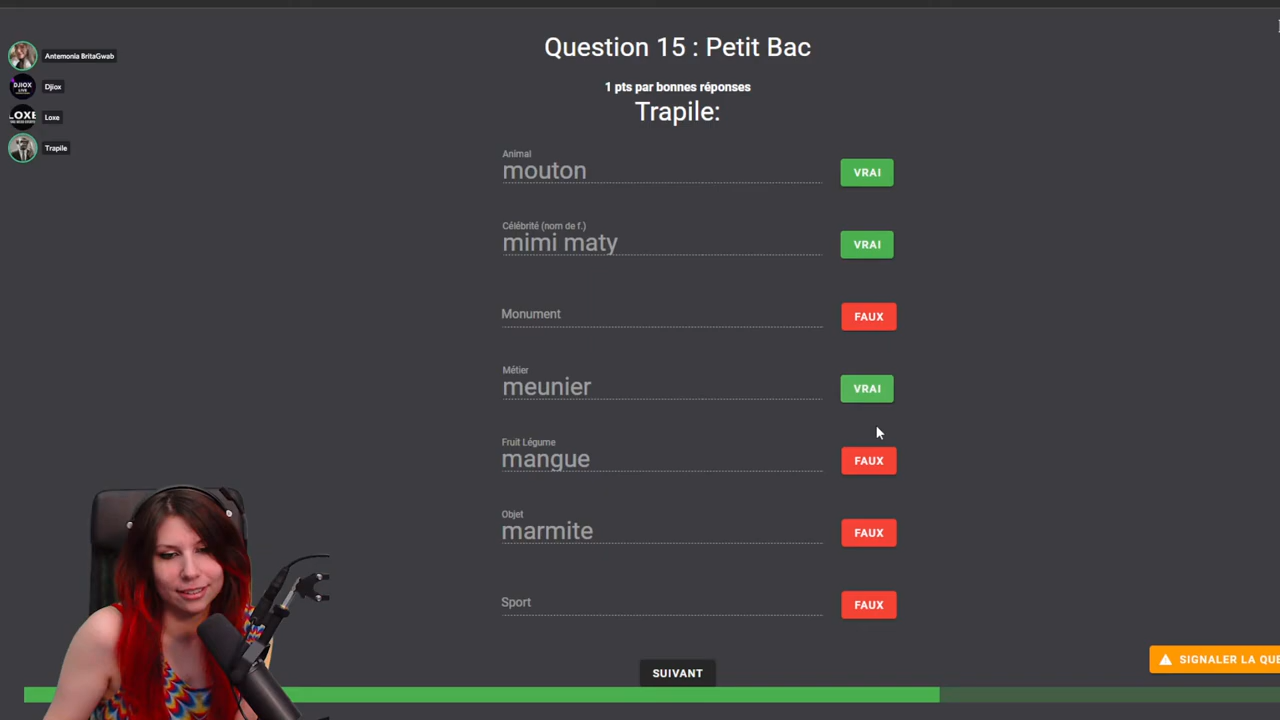 Question 15 : Petit Bac
Antemonia BritaGwab
Djiox
Loxe
Trapile
1 pts par bonnes réponses
Trapile:
Animal
mouton
VRAI
Célébrité (nom de f.)
mimi maty
VRAI
Monument
FAUX
Métier
meunier
VRAI
Fruit Légume
mangue
FAUX
Objet
marmite
FAUX
Sport
FAUX
SUIVANT
SIGNALER LA QUE